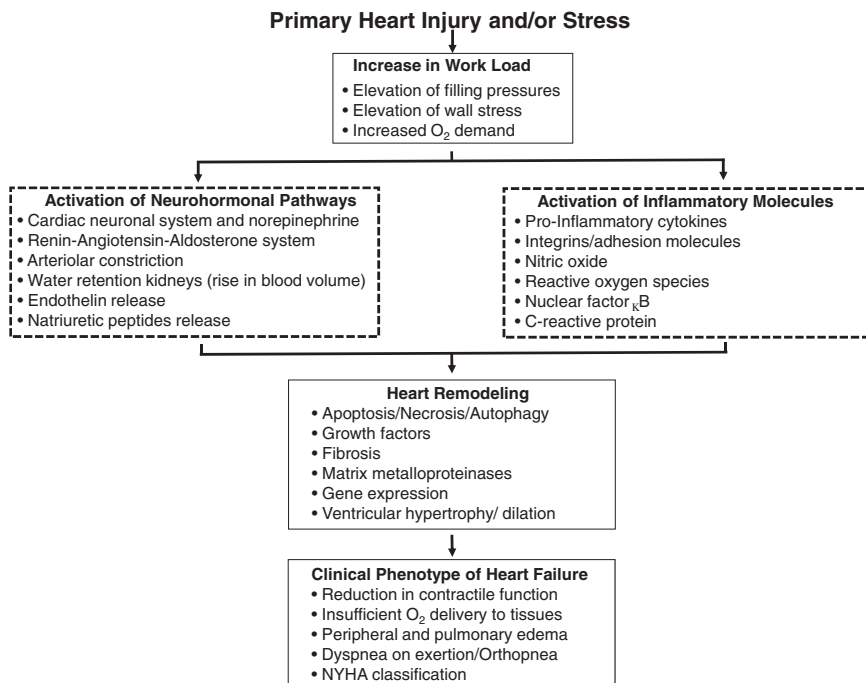 Primary Heart Injury and/or Stress
Increase in Work Load
• Elevation of filling pressures
• Elevation of wall stress
• Increased O₂ demand
Activation of Neurohormonal Pathways
• Cardiac neuronal system and norepinephrine
• Renin-Angiotensin-Aldosterone system
• Arteriolar constriction
• Water retention kidneys (rise in blood volume)
• Endothelin release
• Natriuretic peptides release
Activation of Inflammatory Molecules
• Pro-Inflammatory cytokines
• Integrins/adhesion molecules
• Nitric oxide
• Reactive oxygen species
• Nuclear factor κB
• C-reactive protein
Heart Remodeling
• Apoptosis/Necrosis/Autophagy
• Growth factors
• Fibrosis
• Matrix metalloproteinases
• Gene expression
• Ventricular hypertrophy/ dilation
Clinical Phenotype of Heart Failure
• Reduction in contractile function
• Insufficient O₂ delivery to tissues
• Peripheral and pulmonary edema
• Dyspnea on exertion/Orthopnea
• NYHA classification